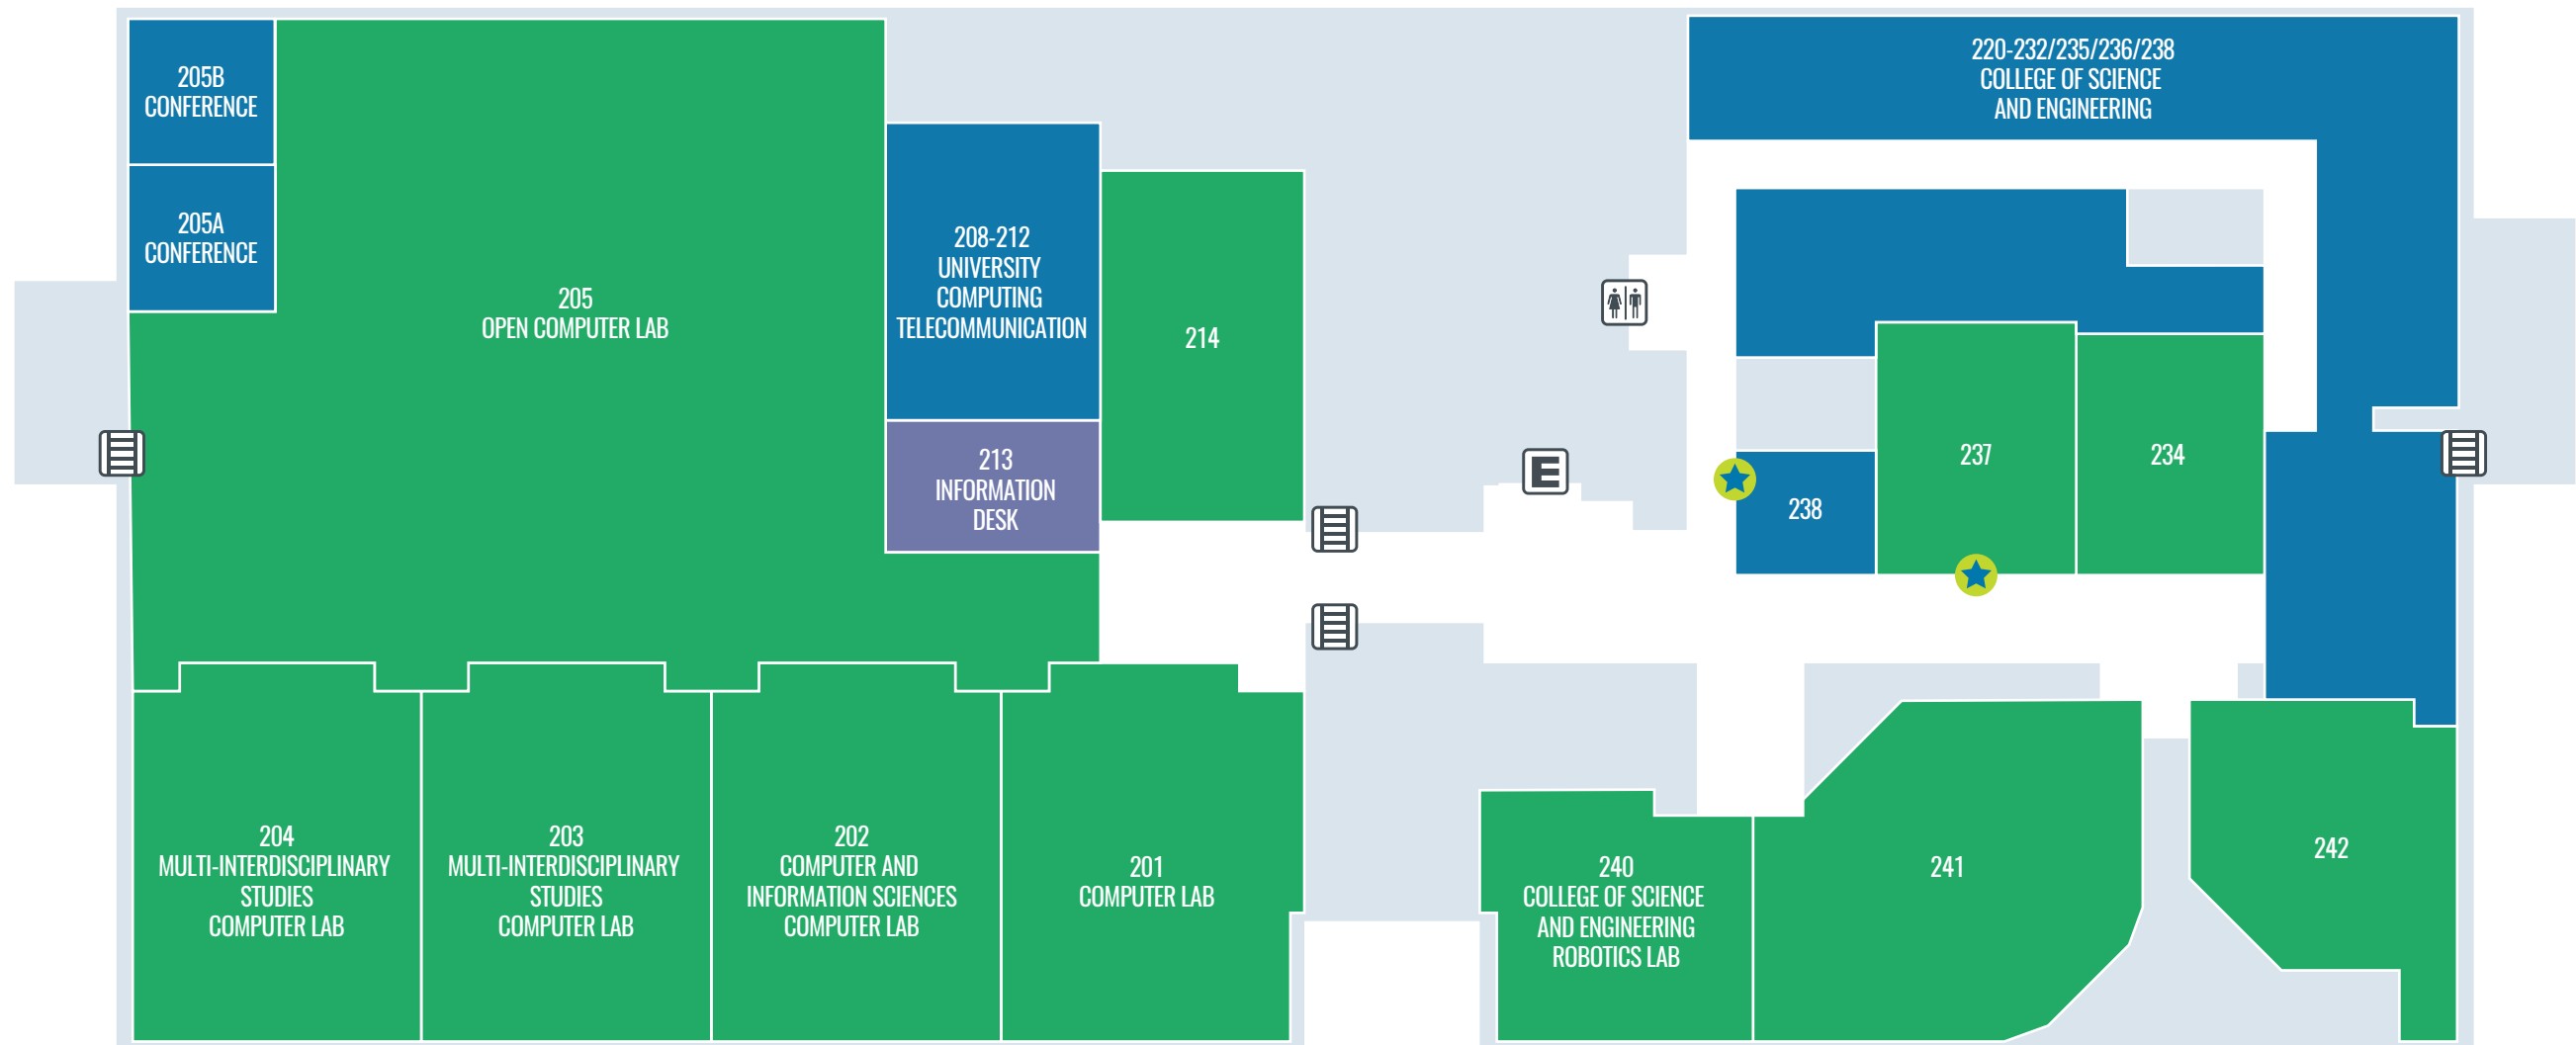 205B
CONFERENCE
205A
CONFERENCE
205
OPEN COMPUTER LAB
208-212
UNIVERSITY
COMPUTING
TELECOMMUNICATION
213
INFORMATION
DESK
214
220-232/235/236/238
COLLEGE OF SCIENCE
AND ENGINEERING
E
237
234
238
204
MULTI-INTERDISCIPLINARY
STUDIES
COMPUTER LAB
203
MULTI-INTERDISCIPLINARY
STUDIES
COMPUTER LAB
202
COMPUTER AND
INFORMATION SCIENCES
COMPUTER LAB
201
COMPUTER LAB
240
COLLEGE OF SCIENCE
AND ENGINEERING
ROBOTICS LAB
241
242